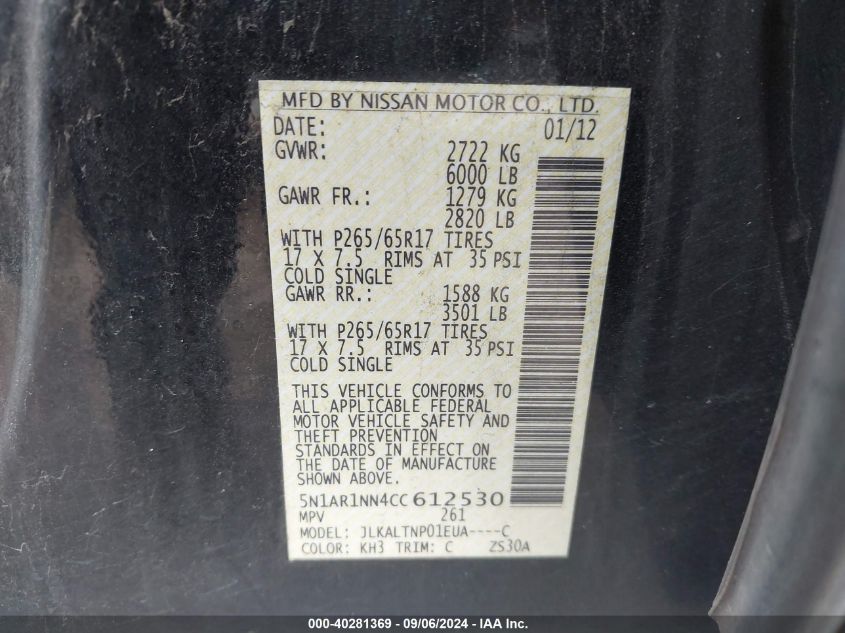 MFD BY NISSAN MOTOR CO., LTD.
DATE: 01/12
GVWR: 2722 KG
6000 LB
GAWR FR.: 1279 KG
2820 LB
WITH P265/65R17 TIRES
17 X 7.5 RIMS AT 35 PSI
COLD SINGLE
GAWR RR.: 1588 KG
3501 LB
WITH P265/65R17 TIRES
17 X 7.5 RIMS AT 35 PSI
COLD SINGLE
THIS VEHICLE CONFORMS TO
ALL APPLICABLE FEDERAL
MOTOR VEHICLE SAFETY AND
THEFT PREVENTION
STANDARDS IN EFFECT ON
THE DATE OF MANUFACTURE
SHOWN ABOVE.
5N1AR1NN4CC612530
MPV 261
MODEL: JLKALTNP01EUA----C
COLOR: KH3 TRIM: C ZS30A
000-40281369 - 09/06/2024 - IAA Inc.